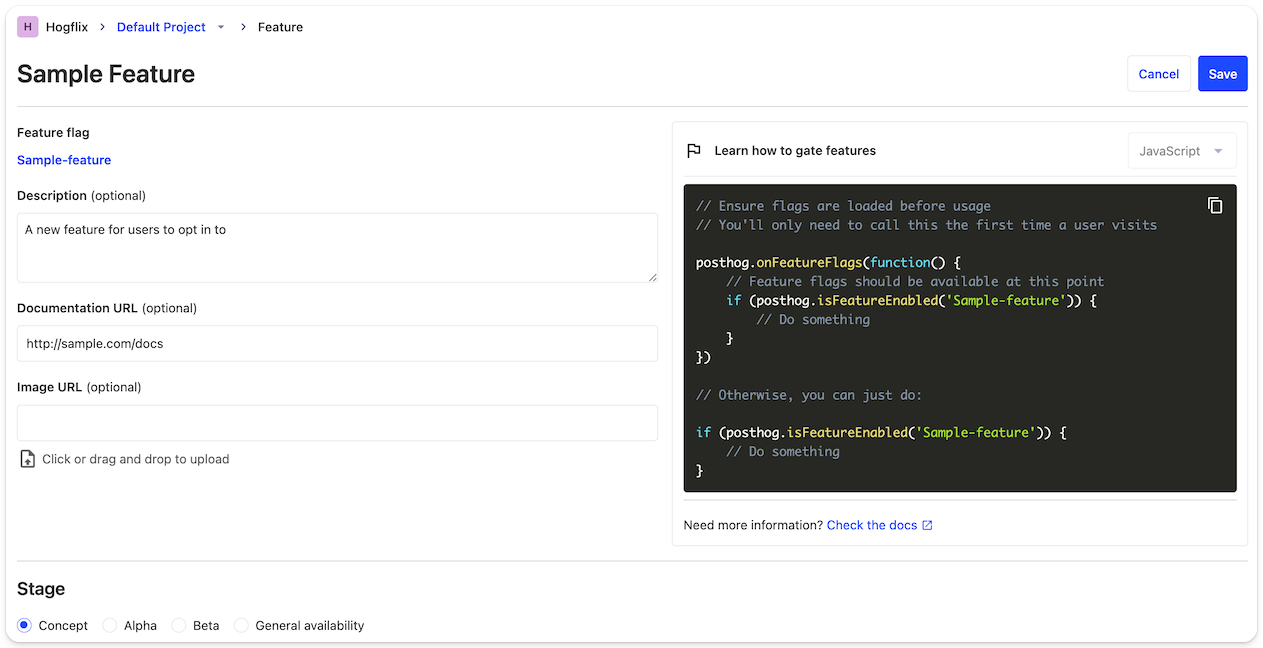 H Hogflix > Default Project > Feature
Sample Feature
Cancel Save
Feature flag
Sample-feature
Description (optional)
A new feature for users to opt in to
Documentation URL (optional)
http://sample.com/docs
Image URL (optional)
Click or drag and drop to upload
Learn how to gate features
JavaScript
// Ensure flags are loaded before usage
// You'll only need to call this the first time a user visits
posthog.onFeatureFlags(function() {
    // Feature flags should be available at this point
    if (posthog.isFeatureEnabled('Sample-feature')) {
        // Do something
    }
})
// Otherwise, you can just do:
if (posthog.isFeatureEnabled('Sample-feature')) {
    // Do something
}
Need more information? Check the docs
Stage
Concept Alpha Beta General availability